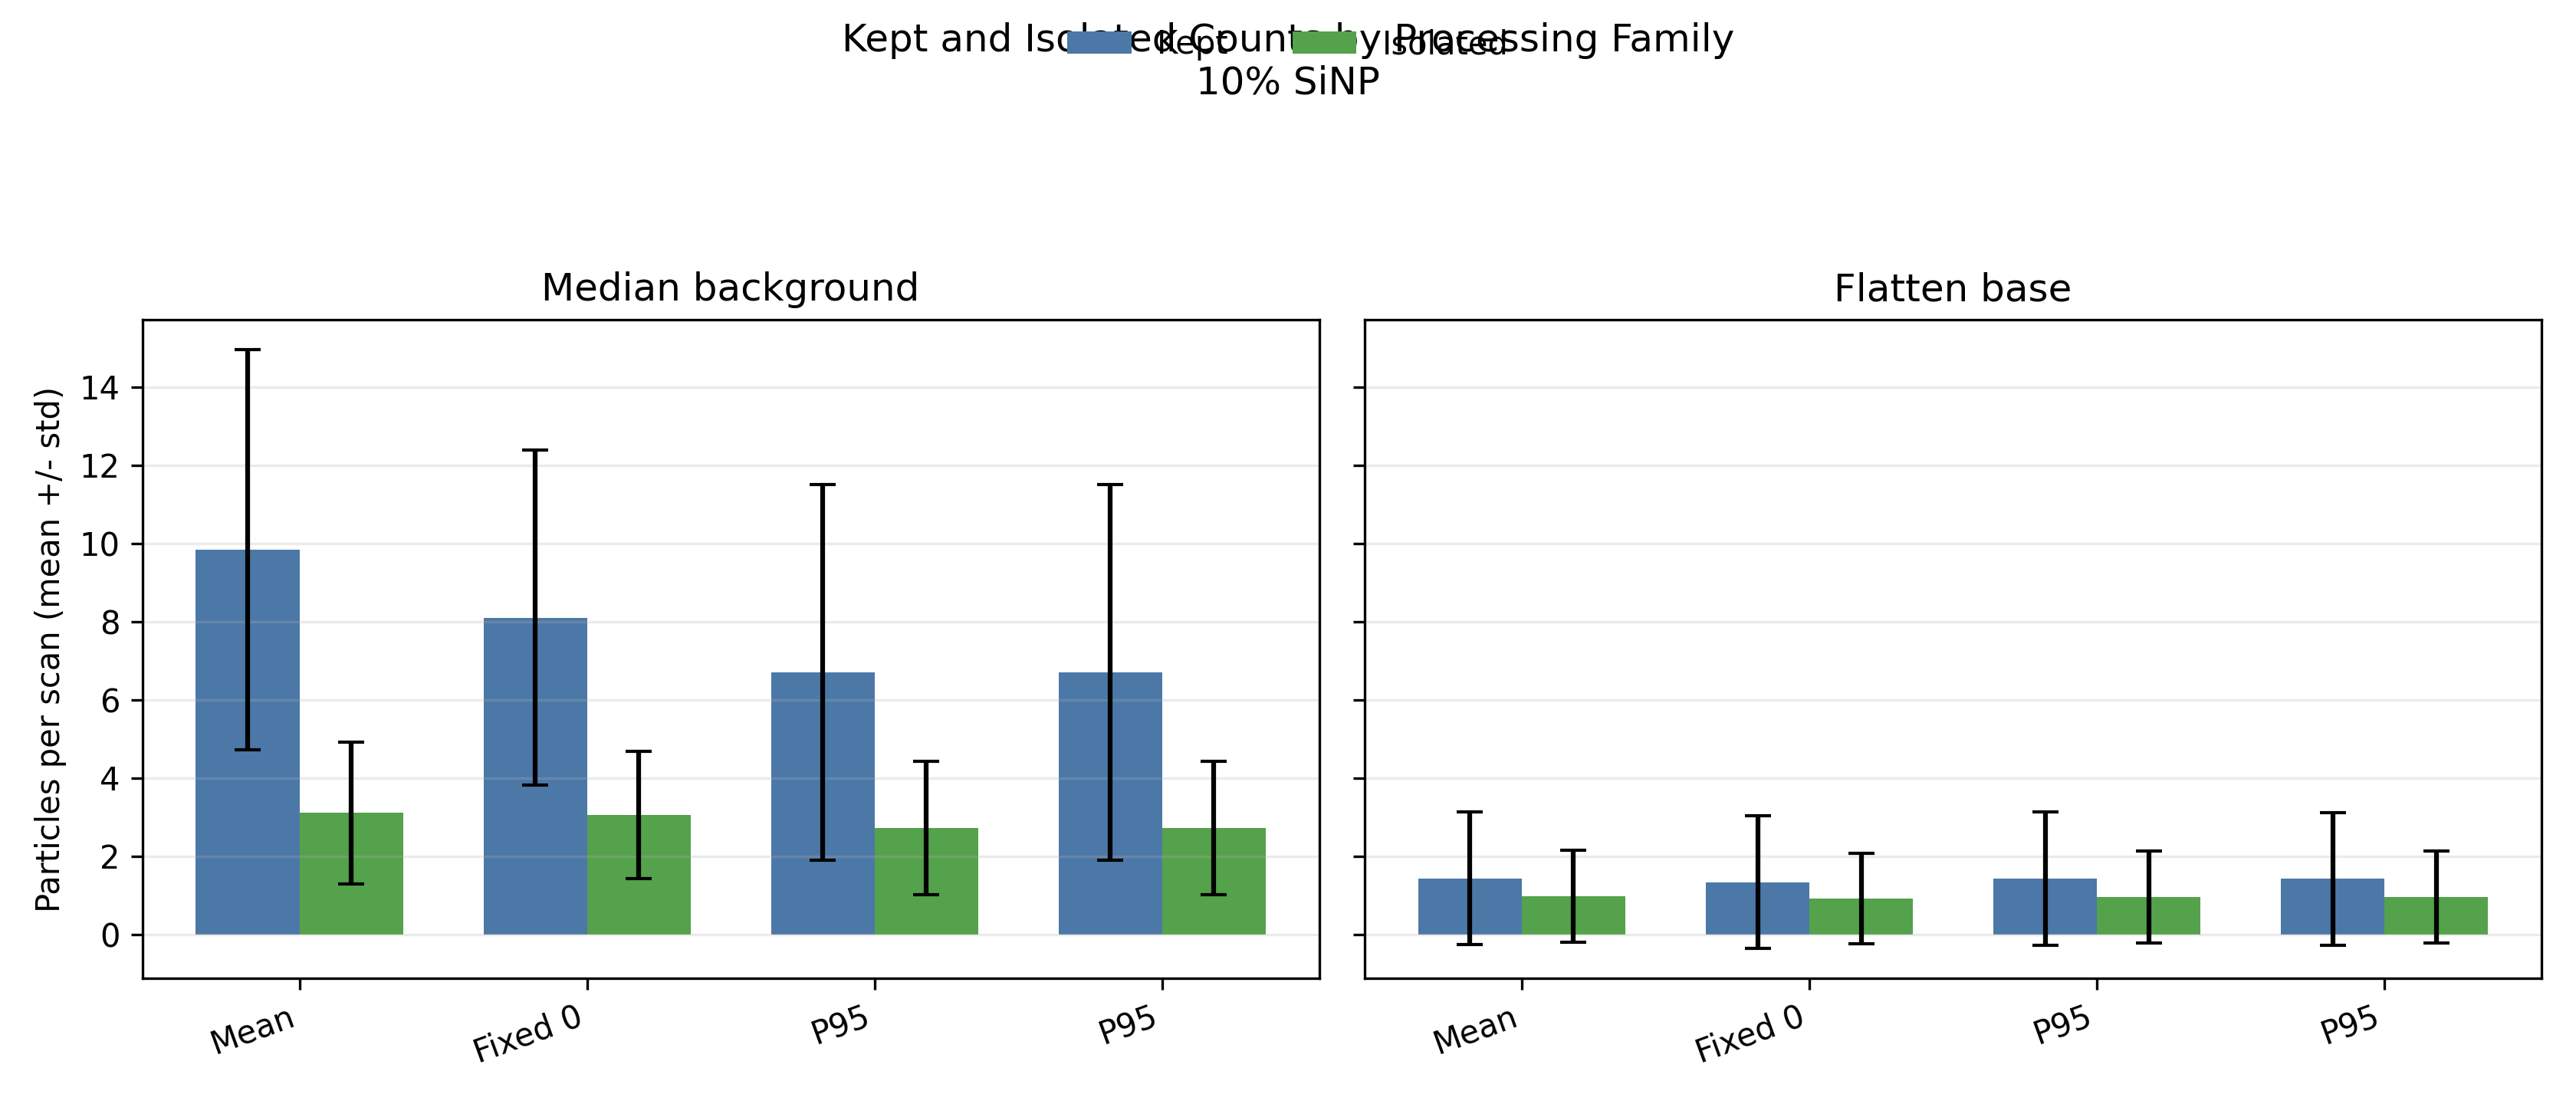 Kept and Isolated Counts by Processing Family
Kept Isolated
10% SiNP
Median background
Flatten base
Particles per scan (mean +/- std)
14
12
10
8
6
4
2
0
Mean Fixed 0 P95 P95
Mean Fixed 0 P95 P95